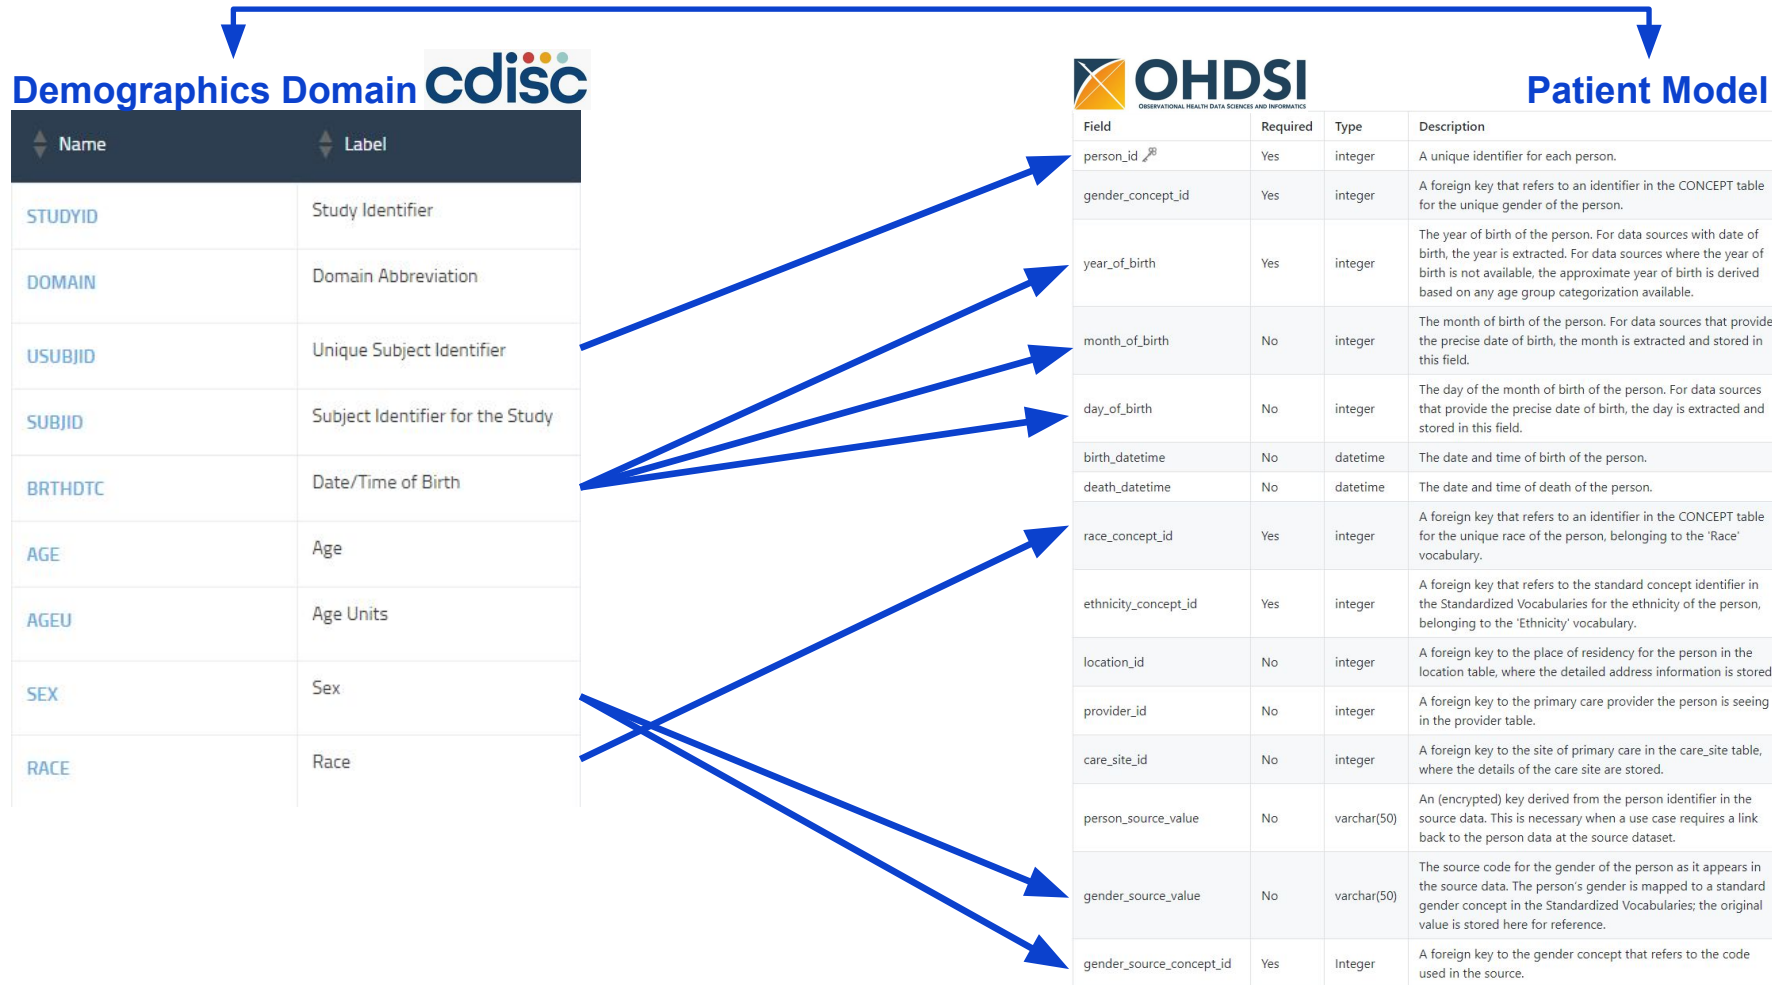 Demographics Domain cdisc
Name Label
STUDYID Study Identifier
DOMAIN Domain Abbreviation
USUBJID Unique Subject Identifier
SUBJID Subject Identifier for the Study
BRTHDTC Date/Time of Birth
AGE Age
AGEU Age Units
SEX Sex
RACE Race
OHDSI
OBSERVATIONAL HEALTH DATA SCIENCES AND INFORMATICS
Patient Model
Field Required Type Description
person_id Yes integer A unique identifier for each person.
gender_concept_id Yes integer A foreign key that refers to an identifier in the CONCEPT table
for the unique gender of the person.
year_of_birth Yes integer The year of birth of the person. For data sources with date of
birth, the year is extracted. For data sources where the year of
birth is not available, the approximate year of birth is derived
based on any age group categorization available.
month_of_birth No integer The month of birth of the person. For data sources that provide
the precise date of birth, the month is extracted and stored in
this field.
day_of_birth No integer The day of the month of birth of the person. For data sources
that provide the precise date of birth, the day is extracted and
stored in this field.
birth_datetime No datetime The date and time of birth of the person.
death_datetime No datetime The date and time of death of the person.
race_concept_id Yes integer A foreign key that refers to an identifier in the CONCEPT table
for the unique race of the person, belonging to the 'Race'
vocabulary.
ethnicity_concept_id Yes integer A foreign key that refers to the standard concept identifier in
the Standardized Vocabularies for the ethnicity of the person,
belonging to the 'Ethnicity' vocabulary.
location_id No integer A foreign key to the place of residency for the person in the
location table, where the detailed address information is stored
provider_id No integer A foreign key to the primary care provider the person is seeing
in the provider table.
care_site_id No integer A foreign key to the site of primary care in the care_site table,
where the details of the care site are stored.
person_source_value No varchar(50) An (encrypted) key derived from the person identifier in the
source data. This is necessary when a use case requires a link
back to the person data at the source dataset.
gender_source_value No varchar(50) The source code for the gender of the person as it appears in
the source data. The person's gender is mapped to a standard
gender concept in the Standardized Vocabularies; the original
value is stored here for reference.
gender_source_concept_id Yes Integer A foreign key to the gender concept that refers to the code
used in the source.